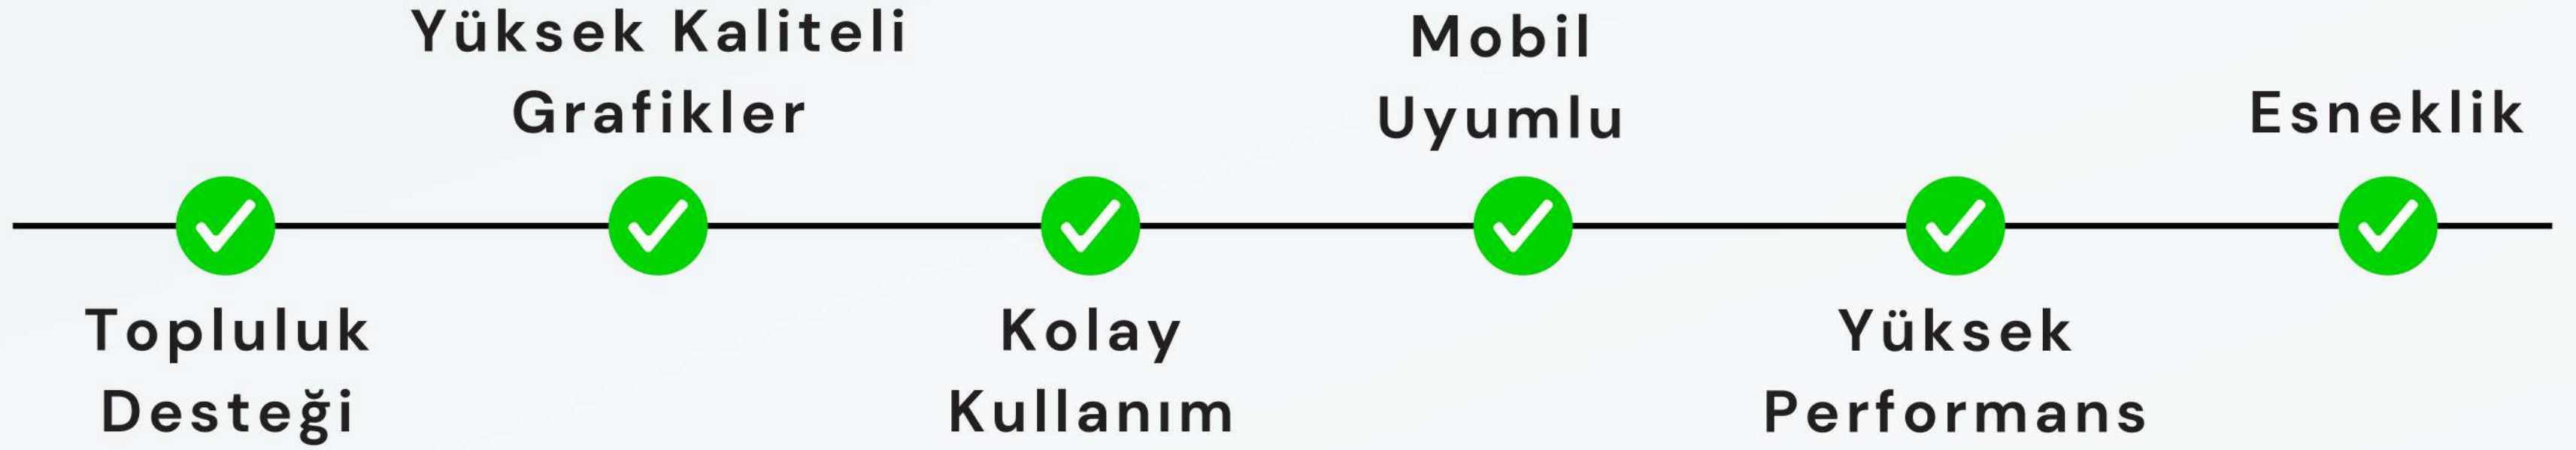 Topluluk
Desteği
Yüksek Kaliteli
Grafikler
Kolay
Kullanım
Mobil
Uyumlu
Yüksek
Performans
Esneklik